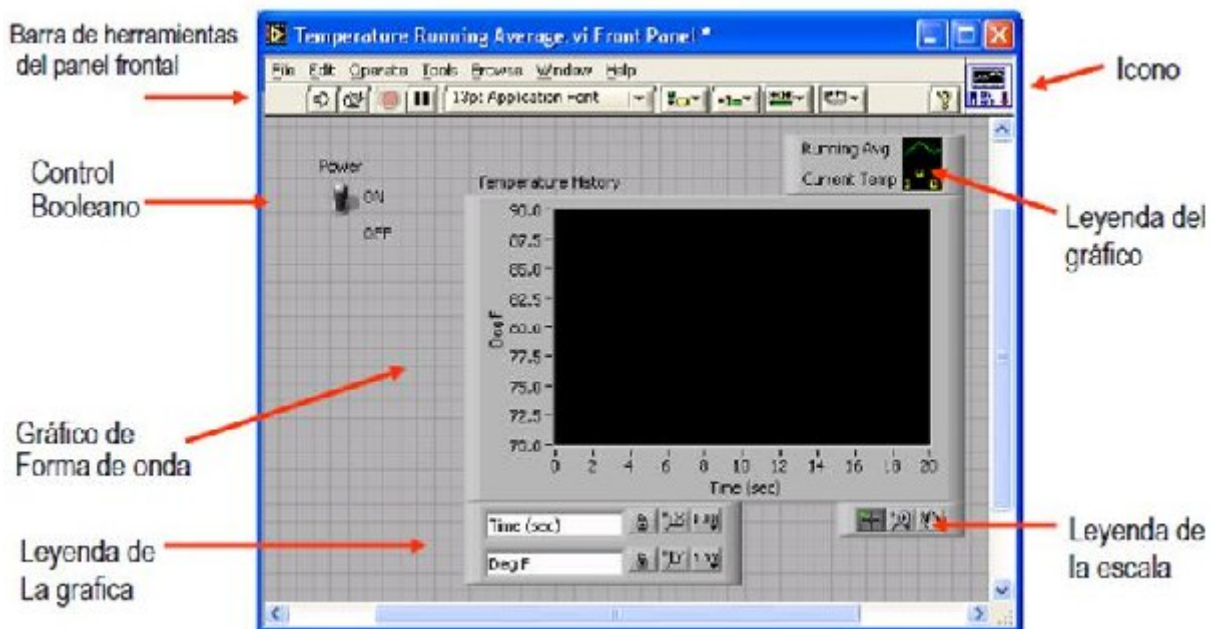 Barra de herramientas
del panel frontal
Temperature Running Average.vi Front Panel *
File Edit Operate Tools Browse Window Help
13pt Application Font
Icono
Control
Booleano
Power
ON
OFF
Running Avg
Current Temp
Leyenda del
gráfico
Temperature History
90.0
87.5
85.0
82.5
80.0
77.5
75.0
72.5
70.0
Deg F
0 2 4 6 8 10 12 14 16 18 20
Time (sec)
Gráfico de
Forma de onda
Leyenda de
La grafica
Time (sec)
Deg F
Leyenda de
la escala